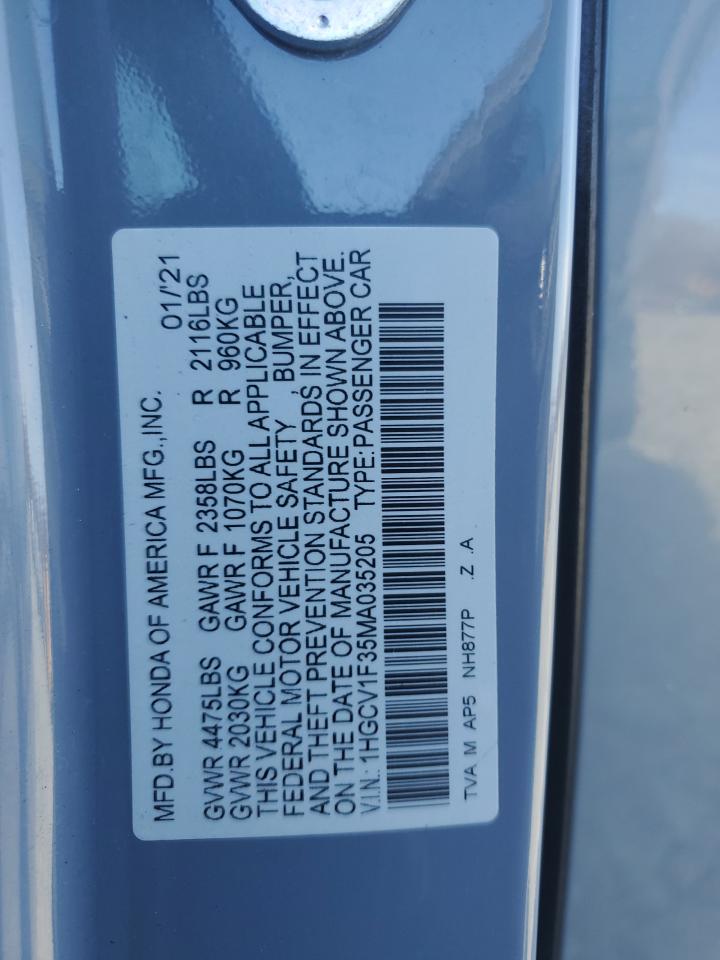 MFD.BY HONDA OF AMERICA MFG.,INC. 01/'21
GVWR 4475LBS GAWR F 2358LBS R 2116LBS
GVWR 2030KG GAWR F 1070KG R 960KG
THIS VEHICLE CONFORMS TO ALL APPLICABLE
FEDERAL MOTOR VEHICLE SAFETY , BUMPER,
AND THEFT PREVENTION STANDARDS IN EFFECT
ON THE DATE OF MANUFACTURE SHOWN ABOVE.
V.I.N.: 1HGCV1F35MA035205 TYPE: PASSENGER CAR
TVA M AP5 NH877P .Z .A